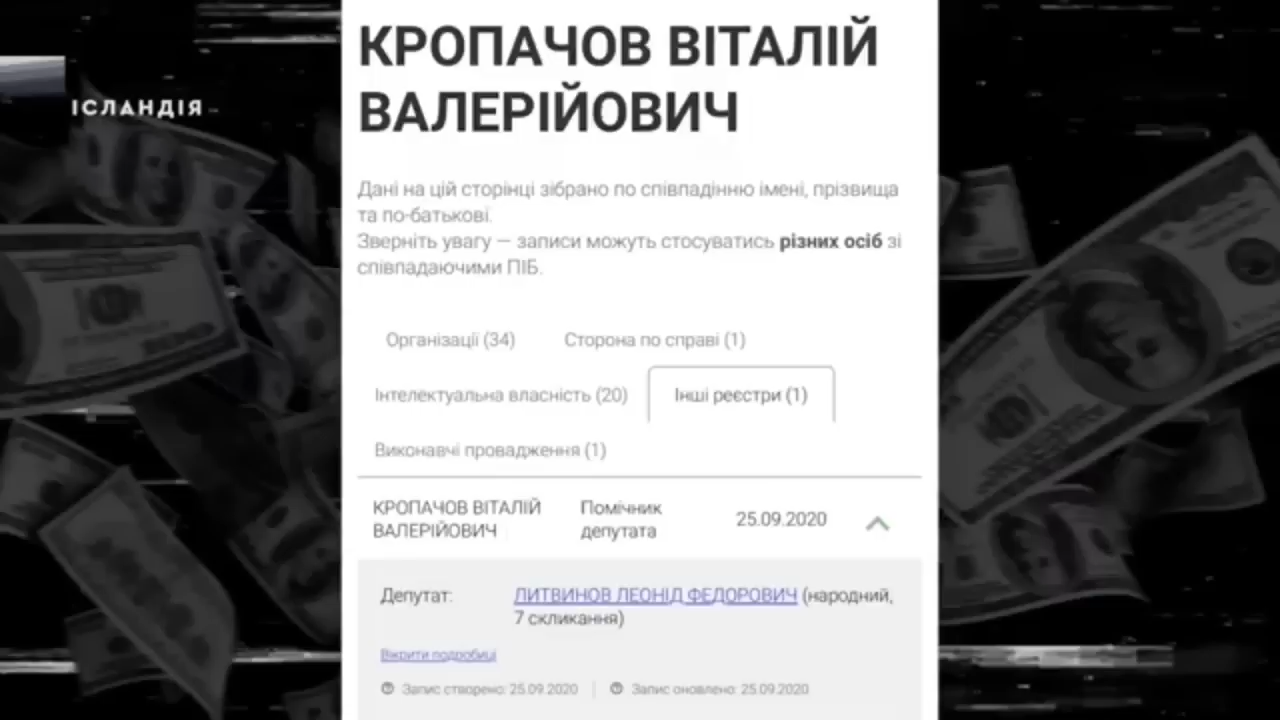 КРОПАЧОВ ВІТАЛІЙ
ВАЛЕРІЙОВИЧ
ІСЛАНДІЯ
Дані на цій сторінці зібрано по співпадінню імені, прізвища
та по-батькові.
Зверніть увагу — записи можуть стосуватись різних осіб зі
співпадаючими ПІБ.
Організації (34) Сторона по справі (1)
Інтелектуальна власність (20) Інші реєстри (1)
Виконавчі провадження (1)
КРОПАЧОВ ВІТАЛІЙ Помічник 25.09.2020
ВАЛЕРІЙОВИЧ депутата
Депутат: ЛИТВИНОВ ЛЕОНІД ФЕДОРОВИЧ (народний,
7 скликання)
Вікрити подробиці
Запис створено: 25.09.2020 Запис оновлено: 25.09.2020